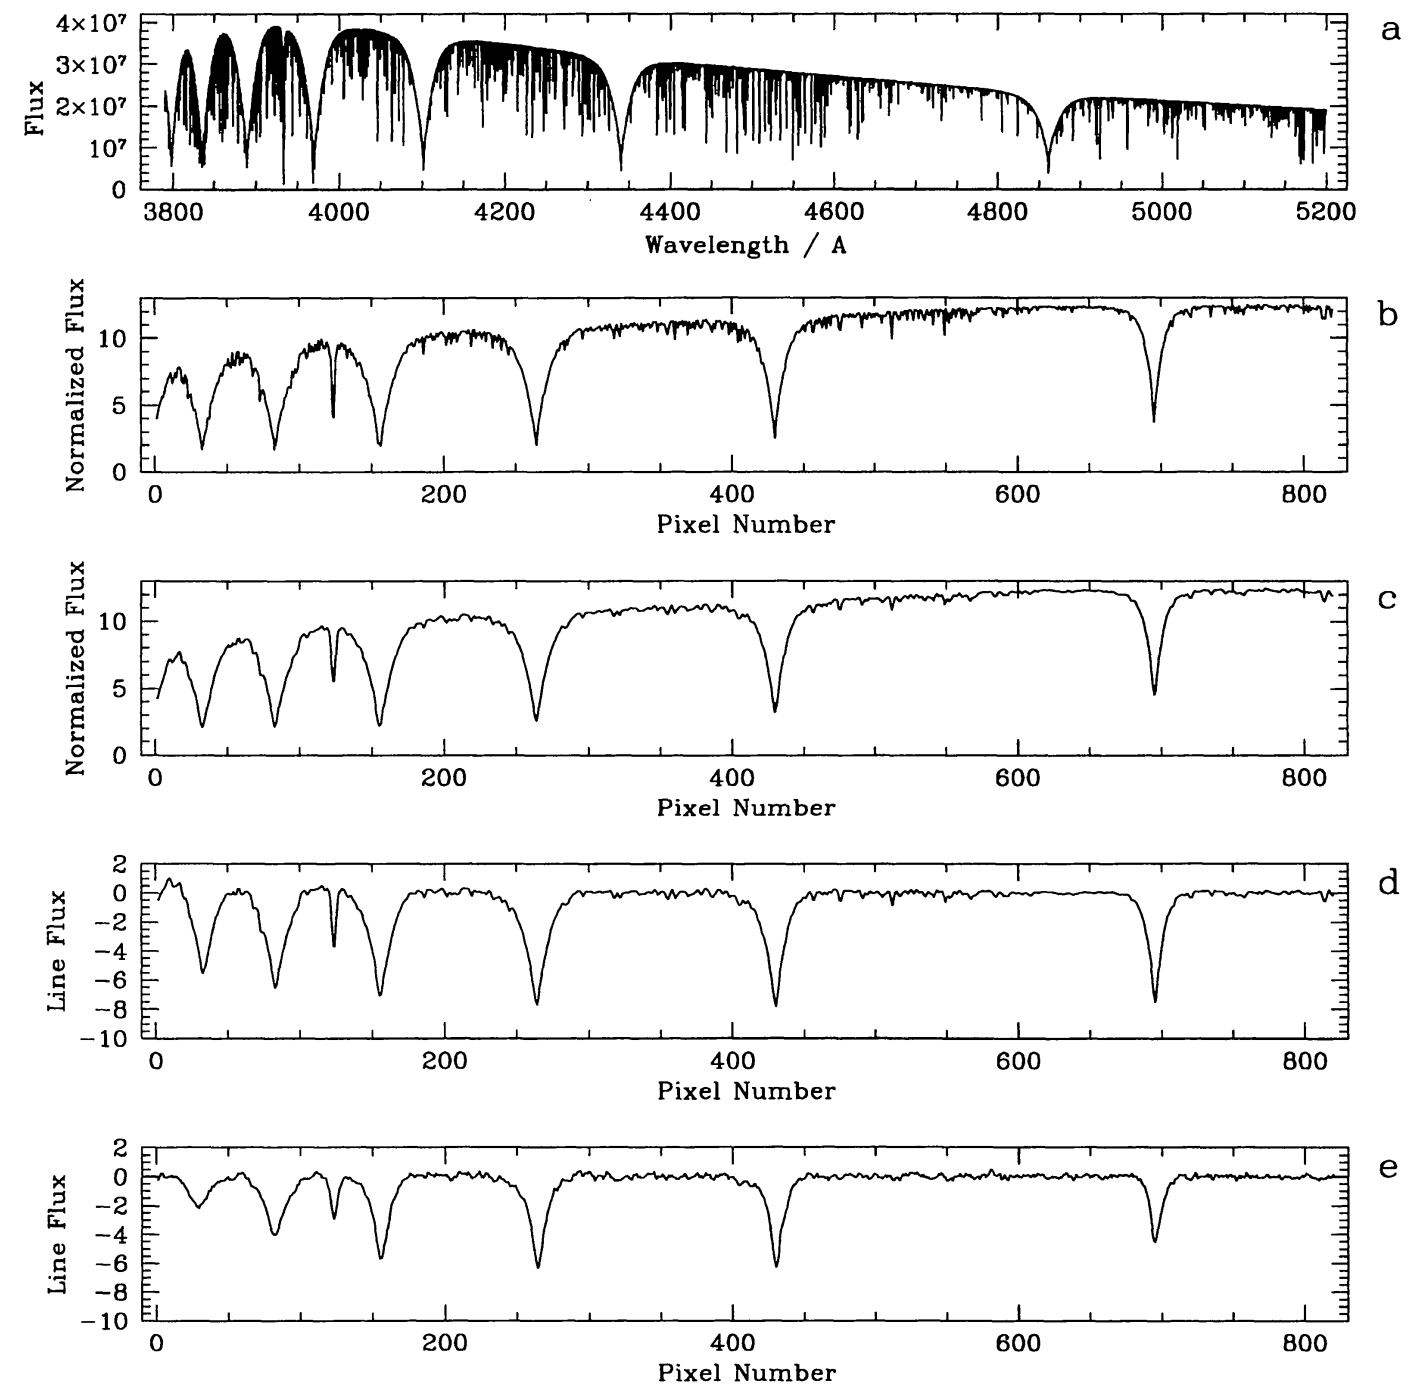 a
4×10⁷
3×10⁷
2×10⁷
10⁷
0
Flux
3800 4000 4200 4400 4600 4800 5000 5200
Wavelength / A
b
10
5
0
Normalized Flux
0 200 400 600 800
Pixel Number
c
10
5
0
Normalized Flux
0 200 400 600 800
Pixel Number
d
2
0
−2
−4
−6
−8
−10
Line Flux
0 200 400 600 800
Pixel Number
e
2
0
−2
−4
−6
−8
−10
Line Flux
0 200 400 600 800
Pixel Number